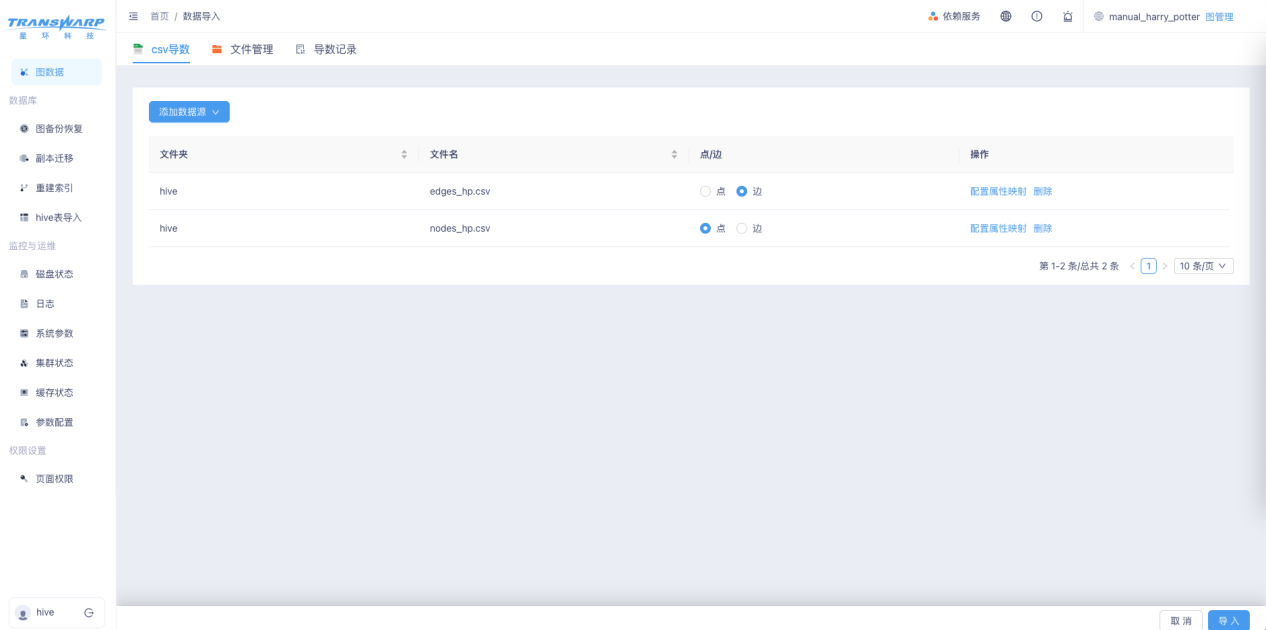 TRANSWARP
星环科技
首页 / 数据导入
依赖服务
manual_harry_potter 图管理
csv导数 文件管理 导数记录
图数据
数据库
图备份恢复
副本迁移
重建索引
hive表导入
监控与运维
磁盘状态
日志
系统参数
集群状态
缓存状态
参数配置
权限设置
页面权限
hive
添加数据源
文件夹 文件名 点/边 操作
hive edges_hp.csv 点 边 配置属性映射 删除
hive nodes_hp.csv 点 边 配置属性映射 删除
第 1-2 条/总共 2 条 < 1 > 10 条/页
取 消 导 入